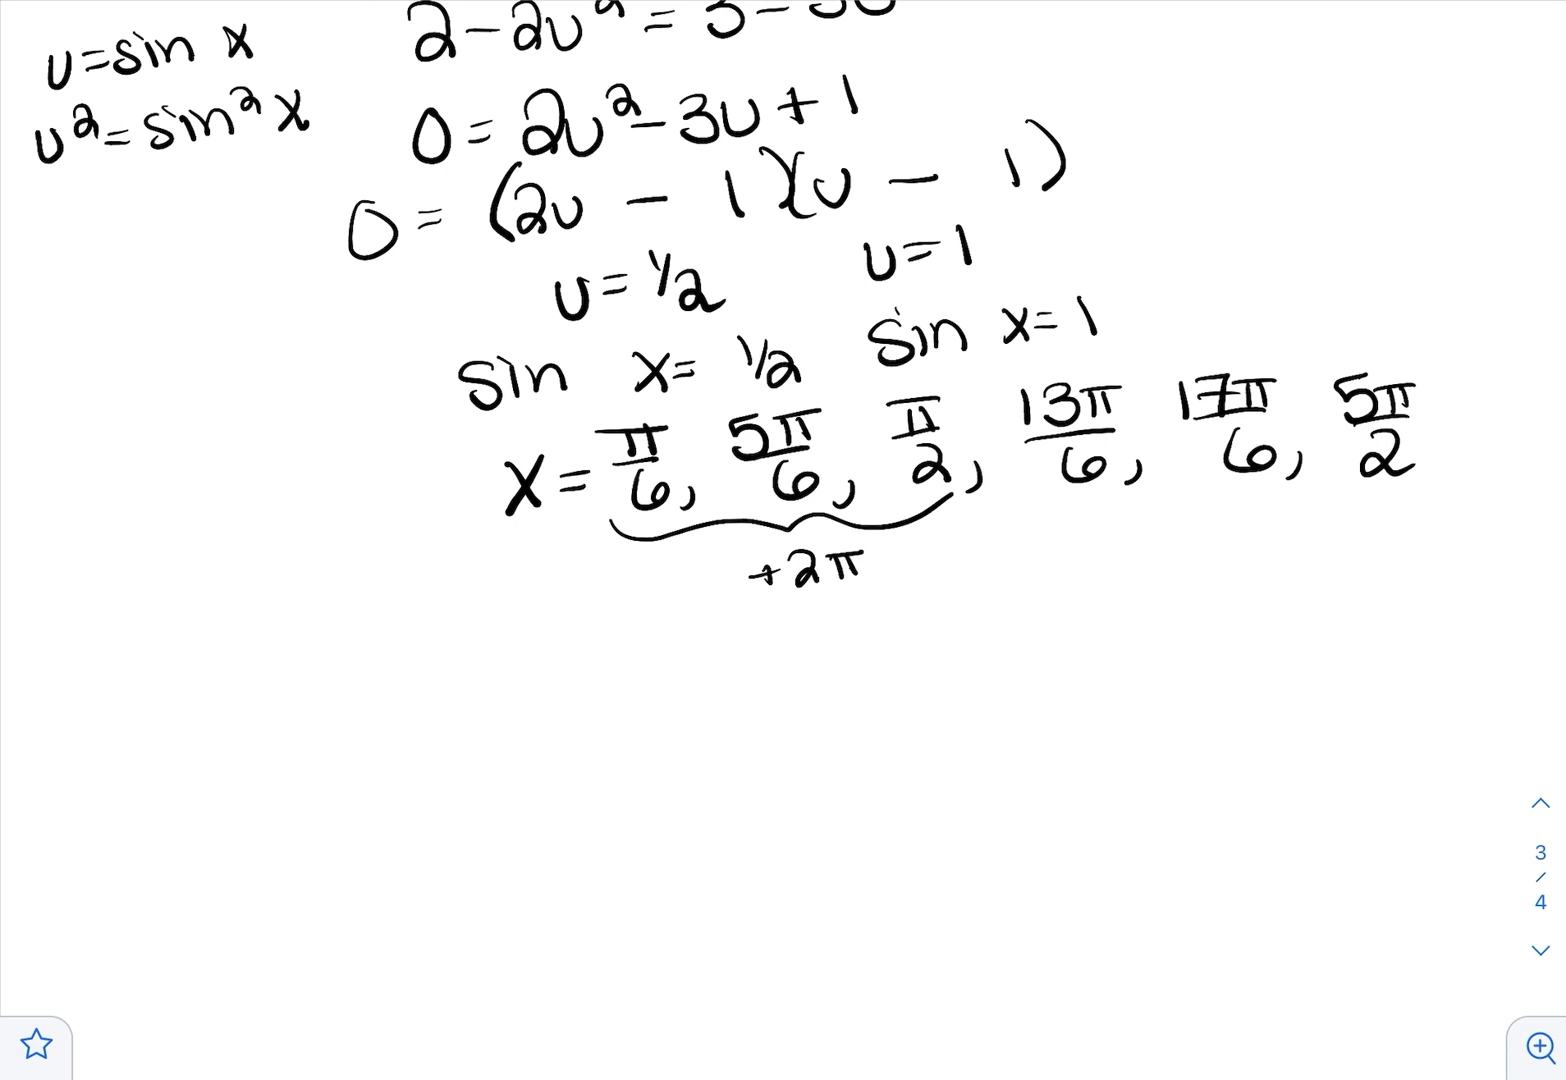 u=sin x
2-2u² = 3-3u
u²=sin²x
0=2u²-3u+1
0=(2u - 1)(u - 1)
u=1/2 u=1
sin x=1/2 sin x=1
x=π/6, 5π/6, π/2, 13π/6, 17π/6, 5π/2
+2π
3
/
4